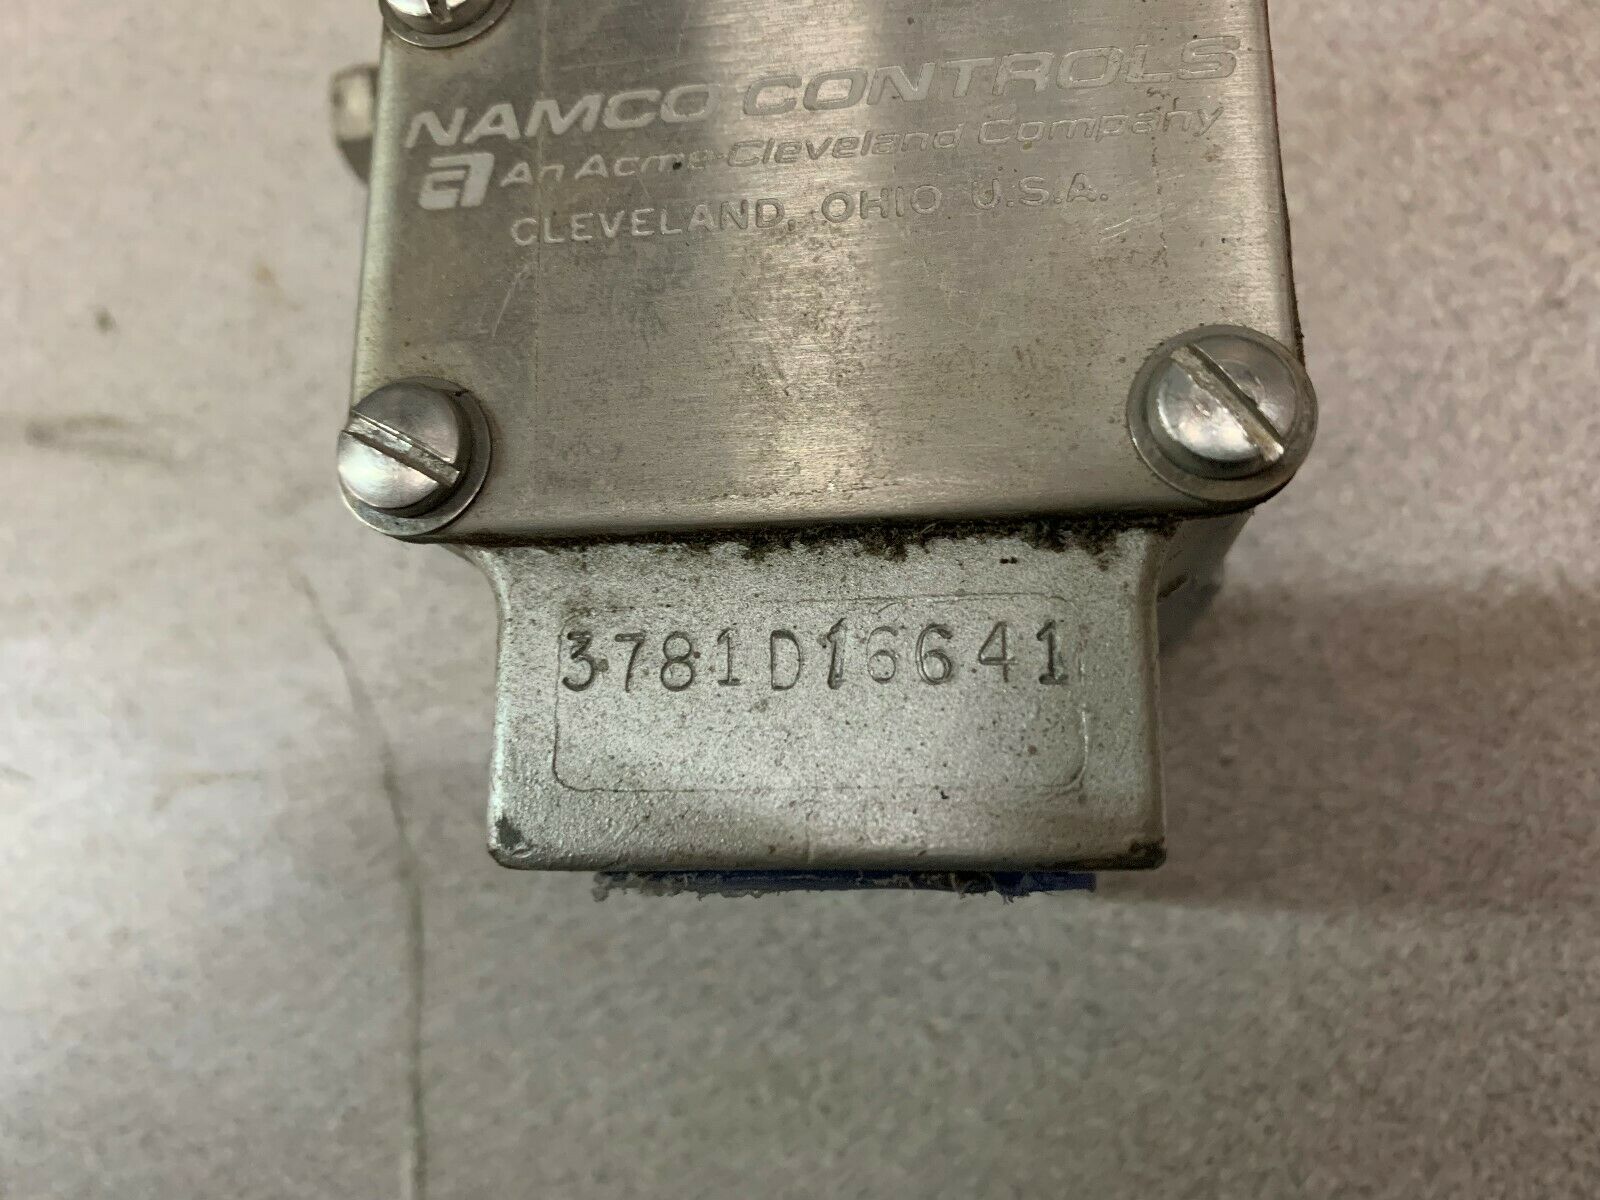 NAMCO CONTROLS
a An Acme-Cleveland Company
CLEVELAND, OHIO U.S.A.
3781D16641